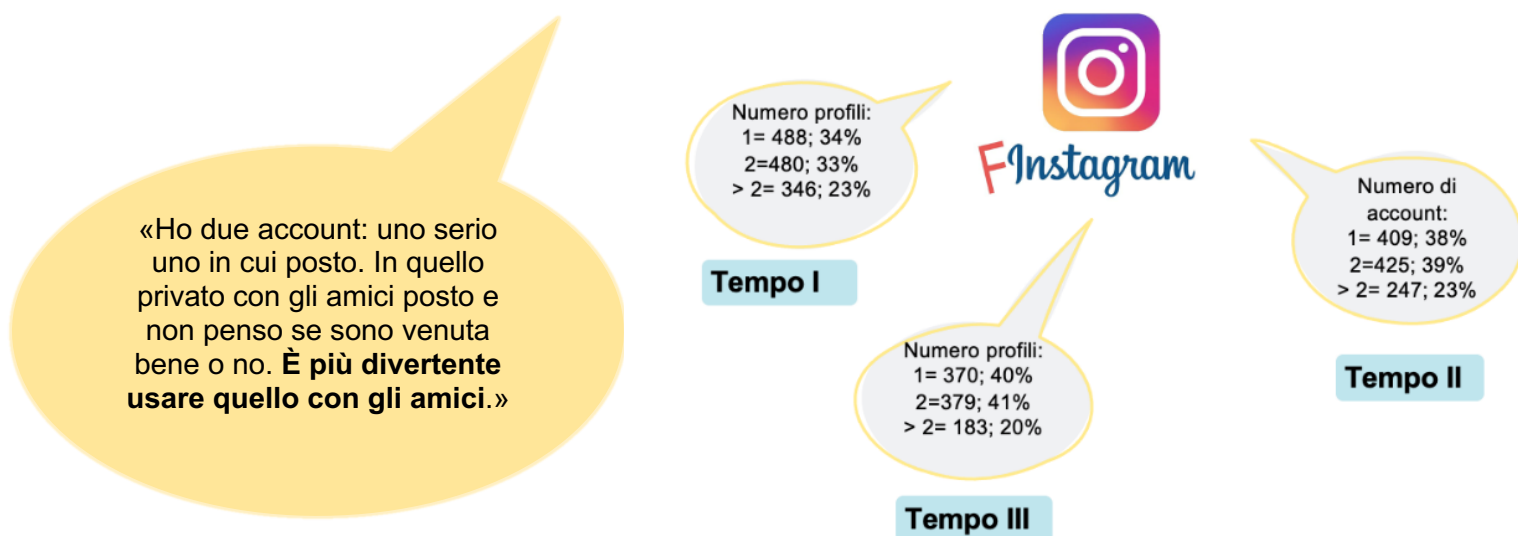 «Ho due account: uno serio
uno in cui posto. In quello
privato con gli amici posto e
non penso se sono venuta
bene o no. È più divertente
usare quello con gli amici.»
FInstagram
Numero profili:
1= 488; 34%
2=480; 33%
> 2= 346; 23%
Tempo I
Numero di
account:
1= 409; 38%
2=425; 39%
> 2= 247; 23%
Tempo II
Numero profili:
1= 370; 40%
2=379; 41%
> 2= 183; 20%
Tempo III